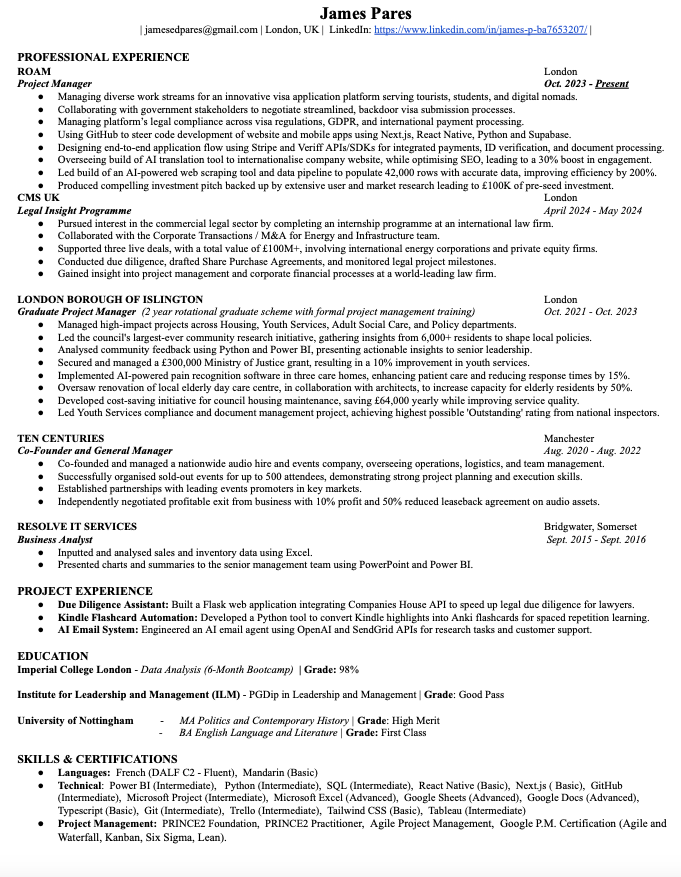 James Pares
| jamesedpares@gmail.com | London, UK | LinkedIn: https://www.linkedin.com/in/james-p-ba7653207/ |
PROFESSIONAL EXPERIENCE
ROAM London
Project Manager Oct. 2023 - Present
● Managing diverse work streams for an innovative visa application platform serving tourists, students, and digital nomads.
● Collaborating with government stakeholders to negotiate streamlined, backdoor visa submission processes.
● Managing platform's legal compliance across visa regulations, GDPR, and international payment processing.
● Using GitHub to steer code development of website and mobile apps using Next.js, React Native, Python and Supabase.
● Designing end-to-end application flow using Stripe and Veriff APIs/SDKs for integrated payments, ID verification, and document processing.
● Overseeing build of AI translation tool to internationalise company website, while optimising SEO, leading to a 30% boost in engagement.
● Led build of an AI-powered web scraping tool and data pipeline to populate 42,000 rows with accurate data, improving efficiency by 200%.
● Produced compelling investment pitch backed up by extensive user and market research leading to £100K of pre-seed investment.
CMS UK London
Legal Insight Programme April 2024 - May 2024
● Pursued interest in the commercial legal sector by completing an internship programme at an international law firm.
● Collaborated with the Corporate Transactions / M&A for Energy and Infrastructure team.
● Supported three live deals, with a total value of £100M+, involving international energy corporations and private equity firms.
● Conducted due diligence, drafted Share Purchase Agreements, and monitored legal project milestones.
● Gained insight into project management and corporate financial processes at a world-leading law firm.
LONDON BOROUGH OF ISLINGTON London
Graduate Project Manager (2 year rotational graduate scheme with formal project management training) Oct. 2021 - Oct. 2023
● Managed high-impact projects across Housing, Youth Services, Adult Social Care, and Policy departments.
● Led the council's largest-ever community research initiative, gathering insights from 6,000+ residents to shape local policies.
● Analysed community feedback using Python and Power BI, presenting actionable insights to senior leadership.
● Secured and managed a £300,000 Ministry of Justice grant, resulting in a 10% improvement in youth services.
● Implemented AI-powered pain recognition software in three care homes, enhancing patient care and reducing response times by 15%.
● Oversaw renovation of local elderly day care centre, in collaboration with architects, to increase capacity for elderly residents by 50%.
● Developed cost-saving initiative for council housing maintenance, saving £64,000 yearly while improving service quality.
● Led Youth Services compliance and document management project, achieving highest possible 'Outstanding' rating from national inspectors.
TEN CENTURIES Manchester
Co-Founder and General Manager Aug. 2020 - Aug. 2022
● Co-founded and managed a nationwide audio hire and events company, overseeing operations, logistics, and team management.
● Successfully organised sold-out events for up to 500 attendees, demonstrating strong project planning and execution skills.
● Established partnerships with leading events promoters in key markets.
● Independently negotiated profitable exit from business with 10% profit and 50% reduced leaseback agreement on audio assets.
RESOLVE IT SERVICES Bridgwater, Somerset
Business Analyst Sept. 2015 - Sept. 2016
● Inputted and analysed sales and inventory data using Excel.
● Presented charts and summaries to the senior management team using PowerPoint and Power BI.
PROJECT EXPERIENCE
● Due Diligence Assistant: Built a Flask web application integrating Companies House API to speed up legal due diligence for lawyers.
● Kindle Flashcard Automation: Developed a Python tool to convert Kindle highlights into Anki flashcards for spaced repetition learning.
● AI Email System: Engineered an AI email agent using OpenAI and SendGrid APIs for research tasks and customer support.
EDUCATION
Imperial College London - Data Analysis (6-Month Bootcamp) | Grade: 98%
Institute for Leadership and Management (ILM) - PGDip in Leadership and Management | Grade: Good Pass
University of Nottingham - MA Politics and Contemporary History | Grade: High Merit
- BA English Language and Literature | Grade: First Class
SKILLS & CERTIFICATIONS
● Languages: French (DALF C2 - Fluent), Mandarin (Basic)
● Technical: Power BI (Intermediate), Python (Intermediate), SQL (Intermediate), React Native (Basic), Next.js ( Basic), GitHub
(Intermediate), Microsoft Project (Intermediate), Microsoft Excel (Advanced), Google Sheets (Advanced), Google Docs (Advanced),
Typescript (Basic), Git (Intermediate), Trello (Intermediate), Tailwind CSS (Basic), Tableau (Intermediate)
● Project Management: PRINCE2 Foundation, PRINCE2 Practitioner, Agile Project Management, Google P.M. Certification (Agile and
Waterfall, Kanban, Six Sigma, Lean).